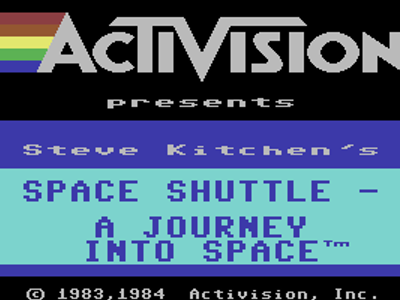 ACTIVISION
presents
Steve Kitchen's
SPACE SHUTTLE -
A JOURNEY
INTO SPACE™
© 1983,1984 Activision, Inc.